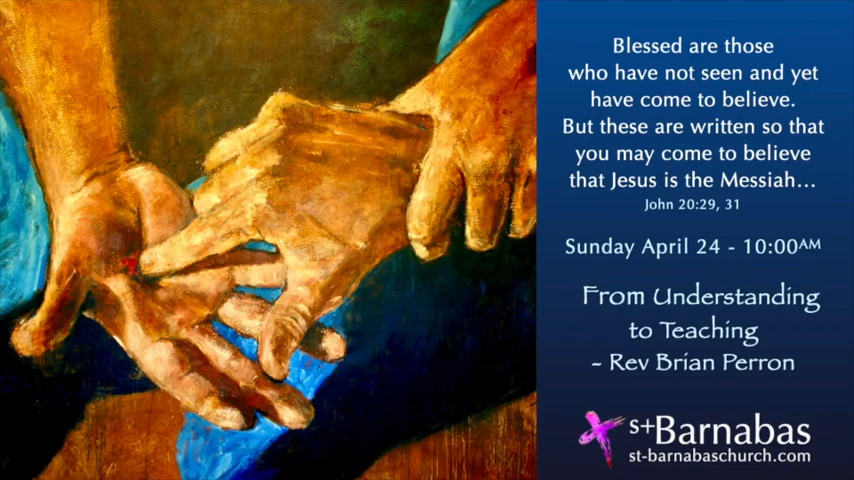 Blessed are those
who have not seen and yet
have come to believe.
But these are written so that
you may come to believe
that Jesus is the Messiah...
John 20:29, 31
Sunday April 24 - 10:00AM
From Understanding
to Teaching
- Rev Brian Perron
st Barnabas
st-barnabaschurch.com